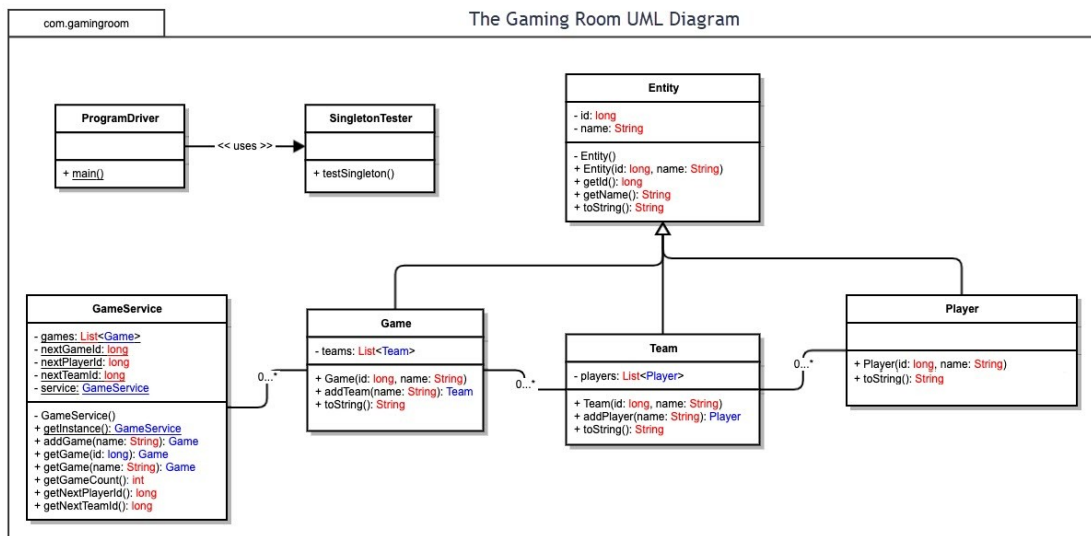 com.gamingroom
The Gaming Room UML Diagram
ProgramDriver
+ main()
<< uses >>
SingletonTester
+ testSingleton()
Entity
- id: long
- name: String
- Entity()
+ Entity(id: long, name: String)
+ getId(): long
+ getName(): String
+ toString(): String
GameService
- games: List<Game>
- nextGameId: long
- nextPlayerId: long
- nextTeamId: long
- service: GameService
- GameService()
+ getInstance(): GameService
+ addGame(name: String): Game
+ getGame(id: long): Game
+ getGame(name: String): Game
+ getGameCount(): int
+ getNextPlayerId(): long
+ getNextTeamId(): long
0...*
Game
- teams: List<Team>
+ Game(id: long, name: String)
+ addTeam(name: String): Team
+ toString(): String
0...*
Team
- players: List<Player>
+ Team(id: long, name: String)
+ addPlayer(name: String): Player
+ toString(): String
0...*
Player
+ Player(id: long, name: String)
+ toString(): String